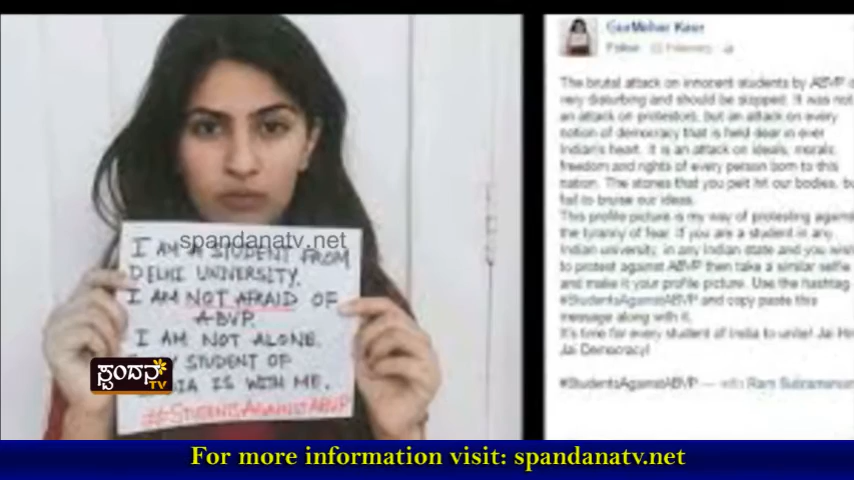 spandanatv.net
I AM A STUDENT FROM
DELHI UNIVERSITY.
I AM NOT AFRAID OF
ABVP.
I AM NOT ALONE.
STUDENT OF
IS WITH ME.
#STUDENTSAGAINSTABVP
ಸ್ಪಂದನ
TV
GurMehar Kaur
Follow
The brutal attack on innocent students by ABVP
very disturbing and should be stopped. It was not
an attack on protestors, but an attack on every
notion of democracy that is held dear in ever
Indian's heart. It is an attack on ideals, morals,
freedom and rights of every person born to this
nation. The stones that you pelt hit our bodies,
fail to bruise our ideas.
This profile picture is my way of protesting against
the tyranny of fear. If you are a student in any
Indian university, in any Indian state and you
to protest against ABVP then take a similar selfie
and make it your profile picture. Use the hashtag
#StudentsAgainstABVP and copy paste this
message along with it.
It's time for every student of India to unite! Jai
Jai Democracy!
#StudentsAgainstABVP — with Ram
For more information visit: spandanatv.net